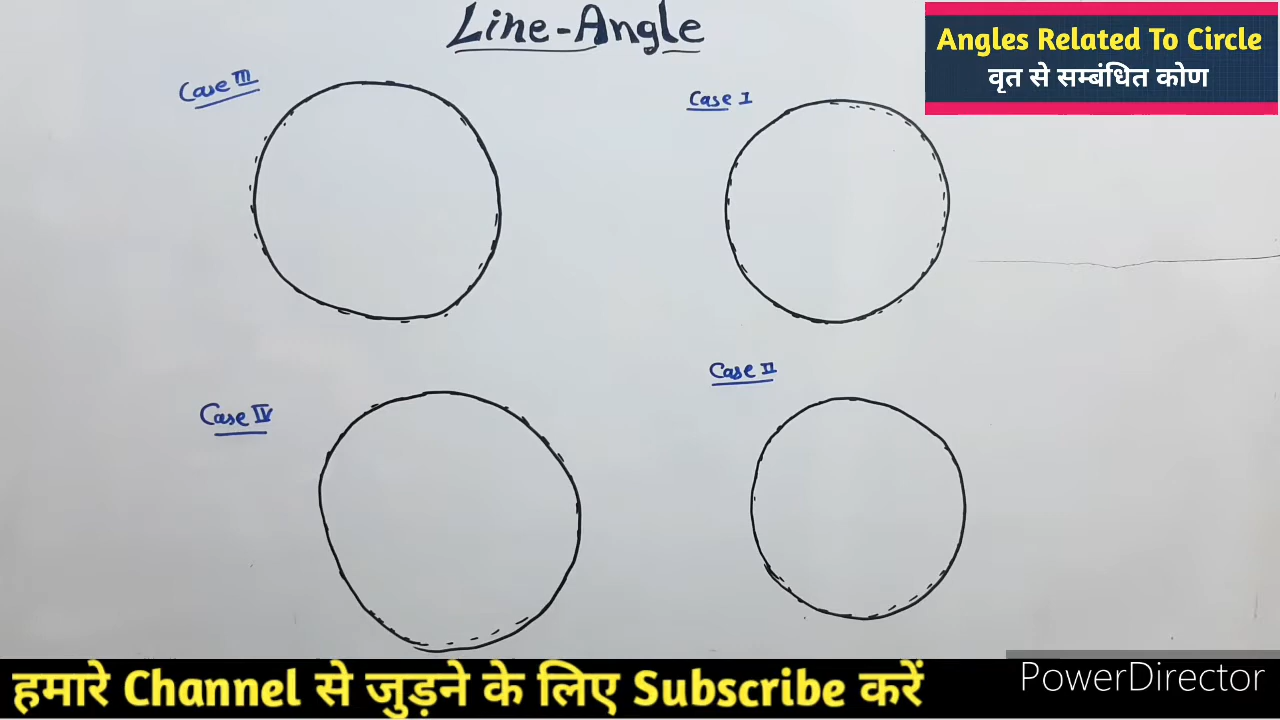 Line-Angle
Angles Related To Circle
वृत से सम्बंधित कोण
Case III
Case I
Case II
Case IV
हमारे Channel से जुड़ने के लिए Subscribe करें
PowerDirector